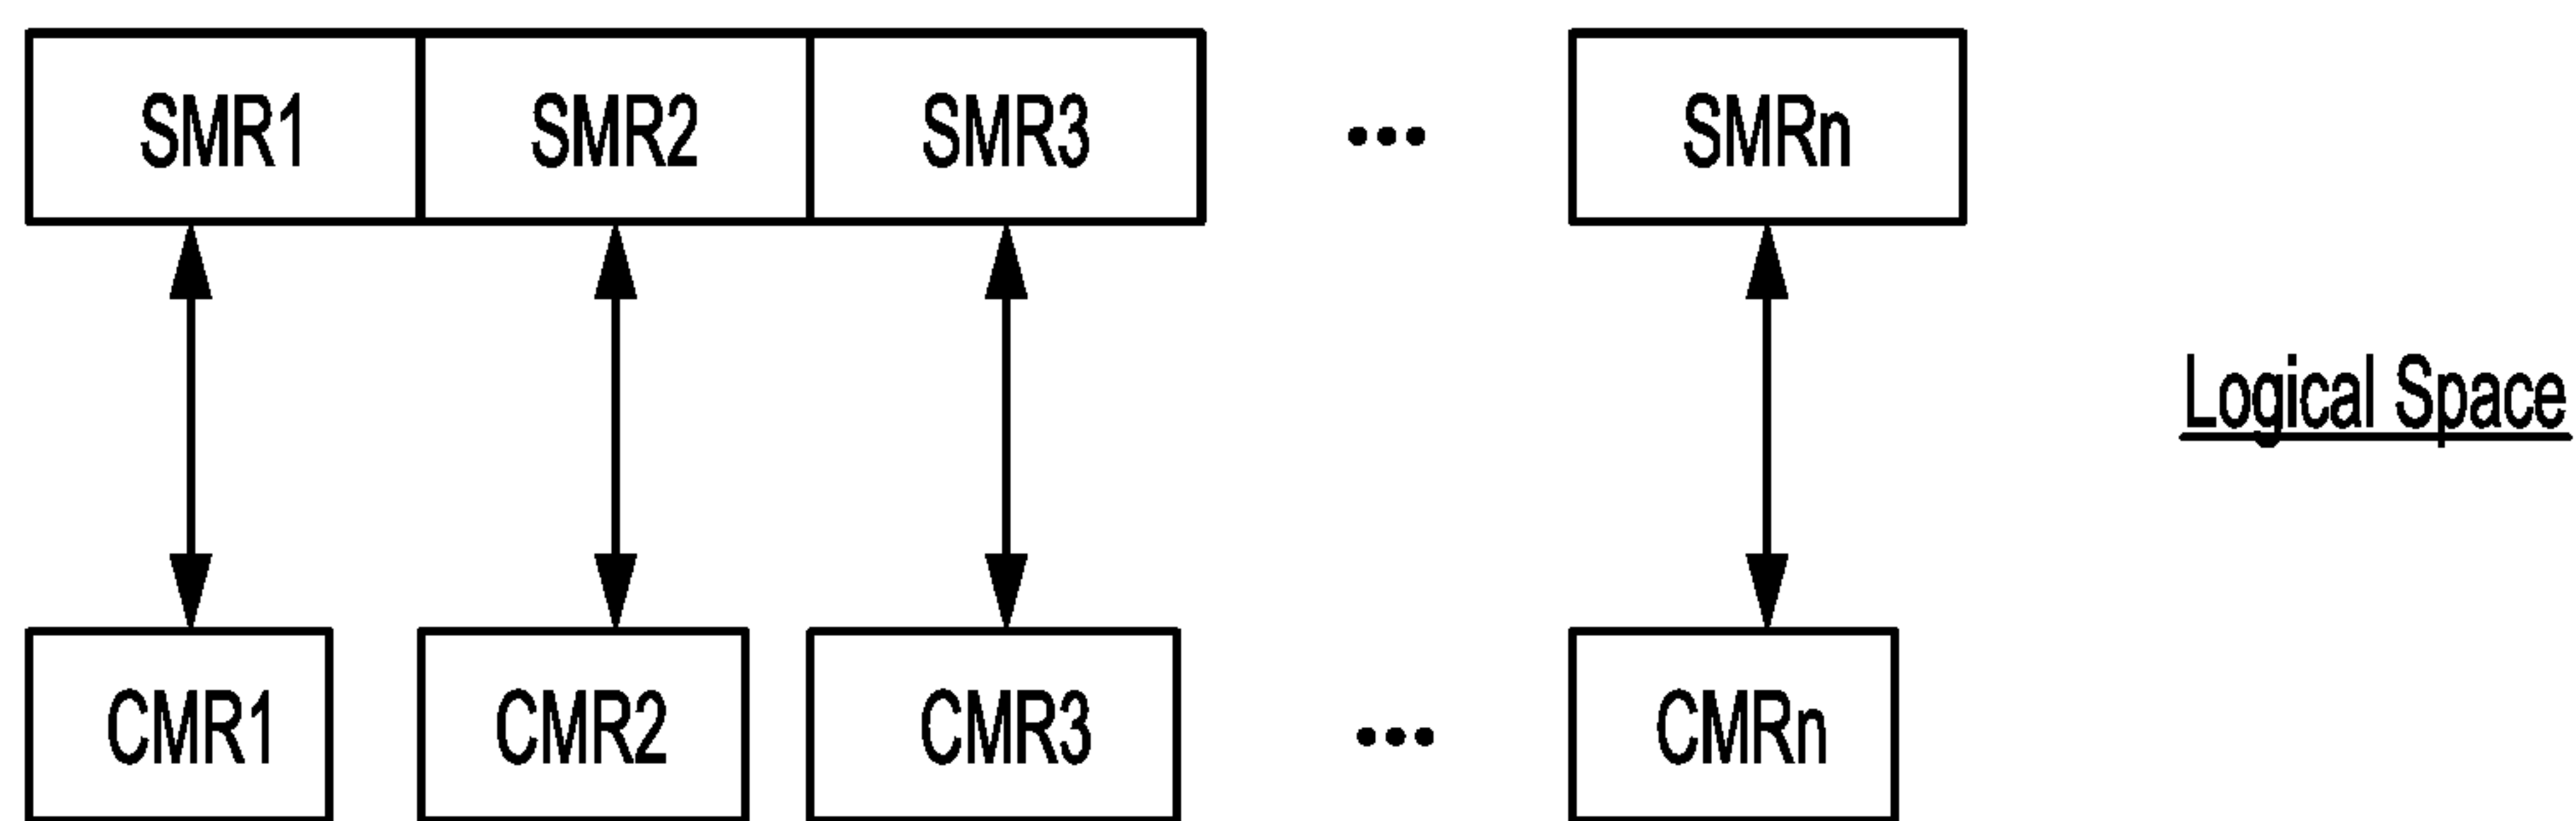 SMR1 SMR2 SMR3 ... SMRn
Logical Space
CMR1 CMR2 CMR3 ... CMRn